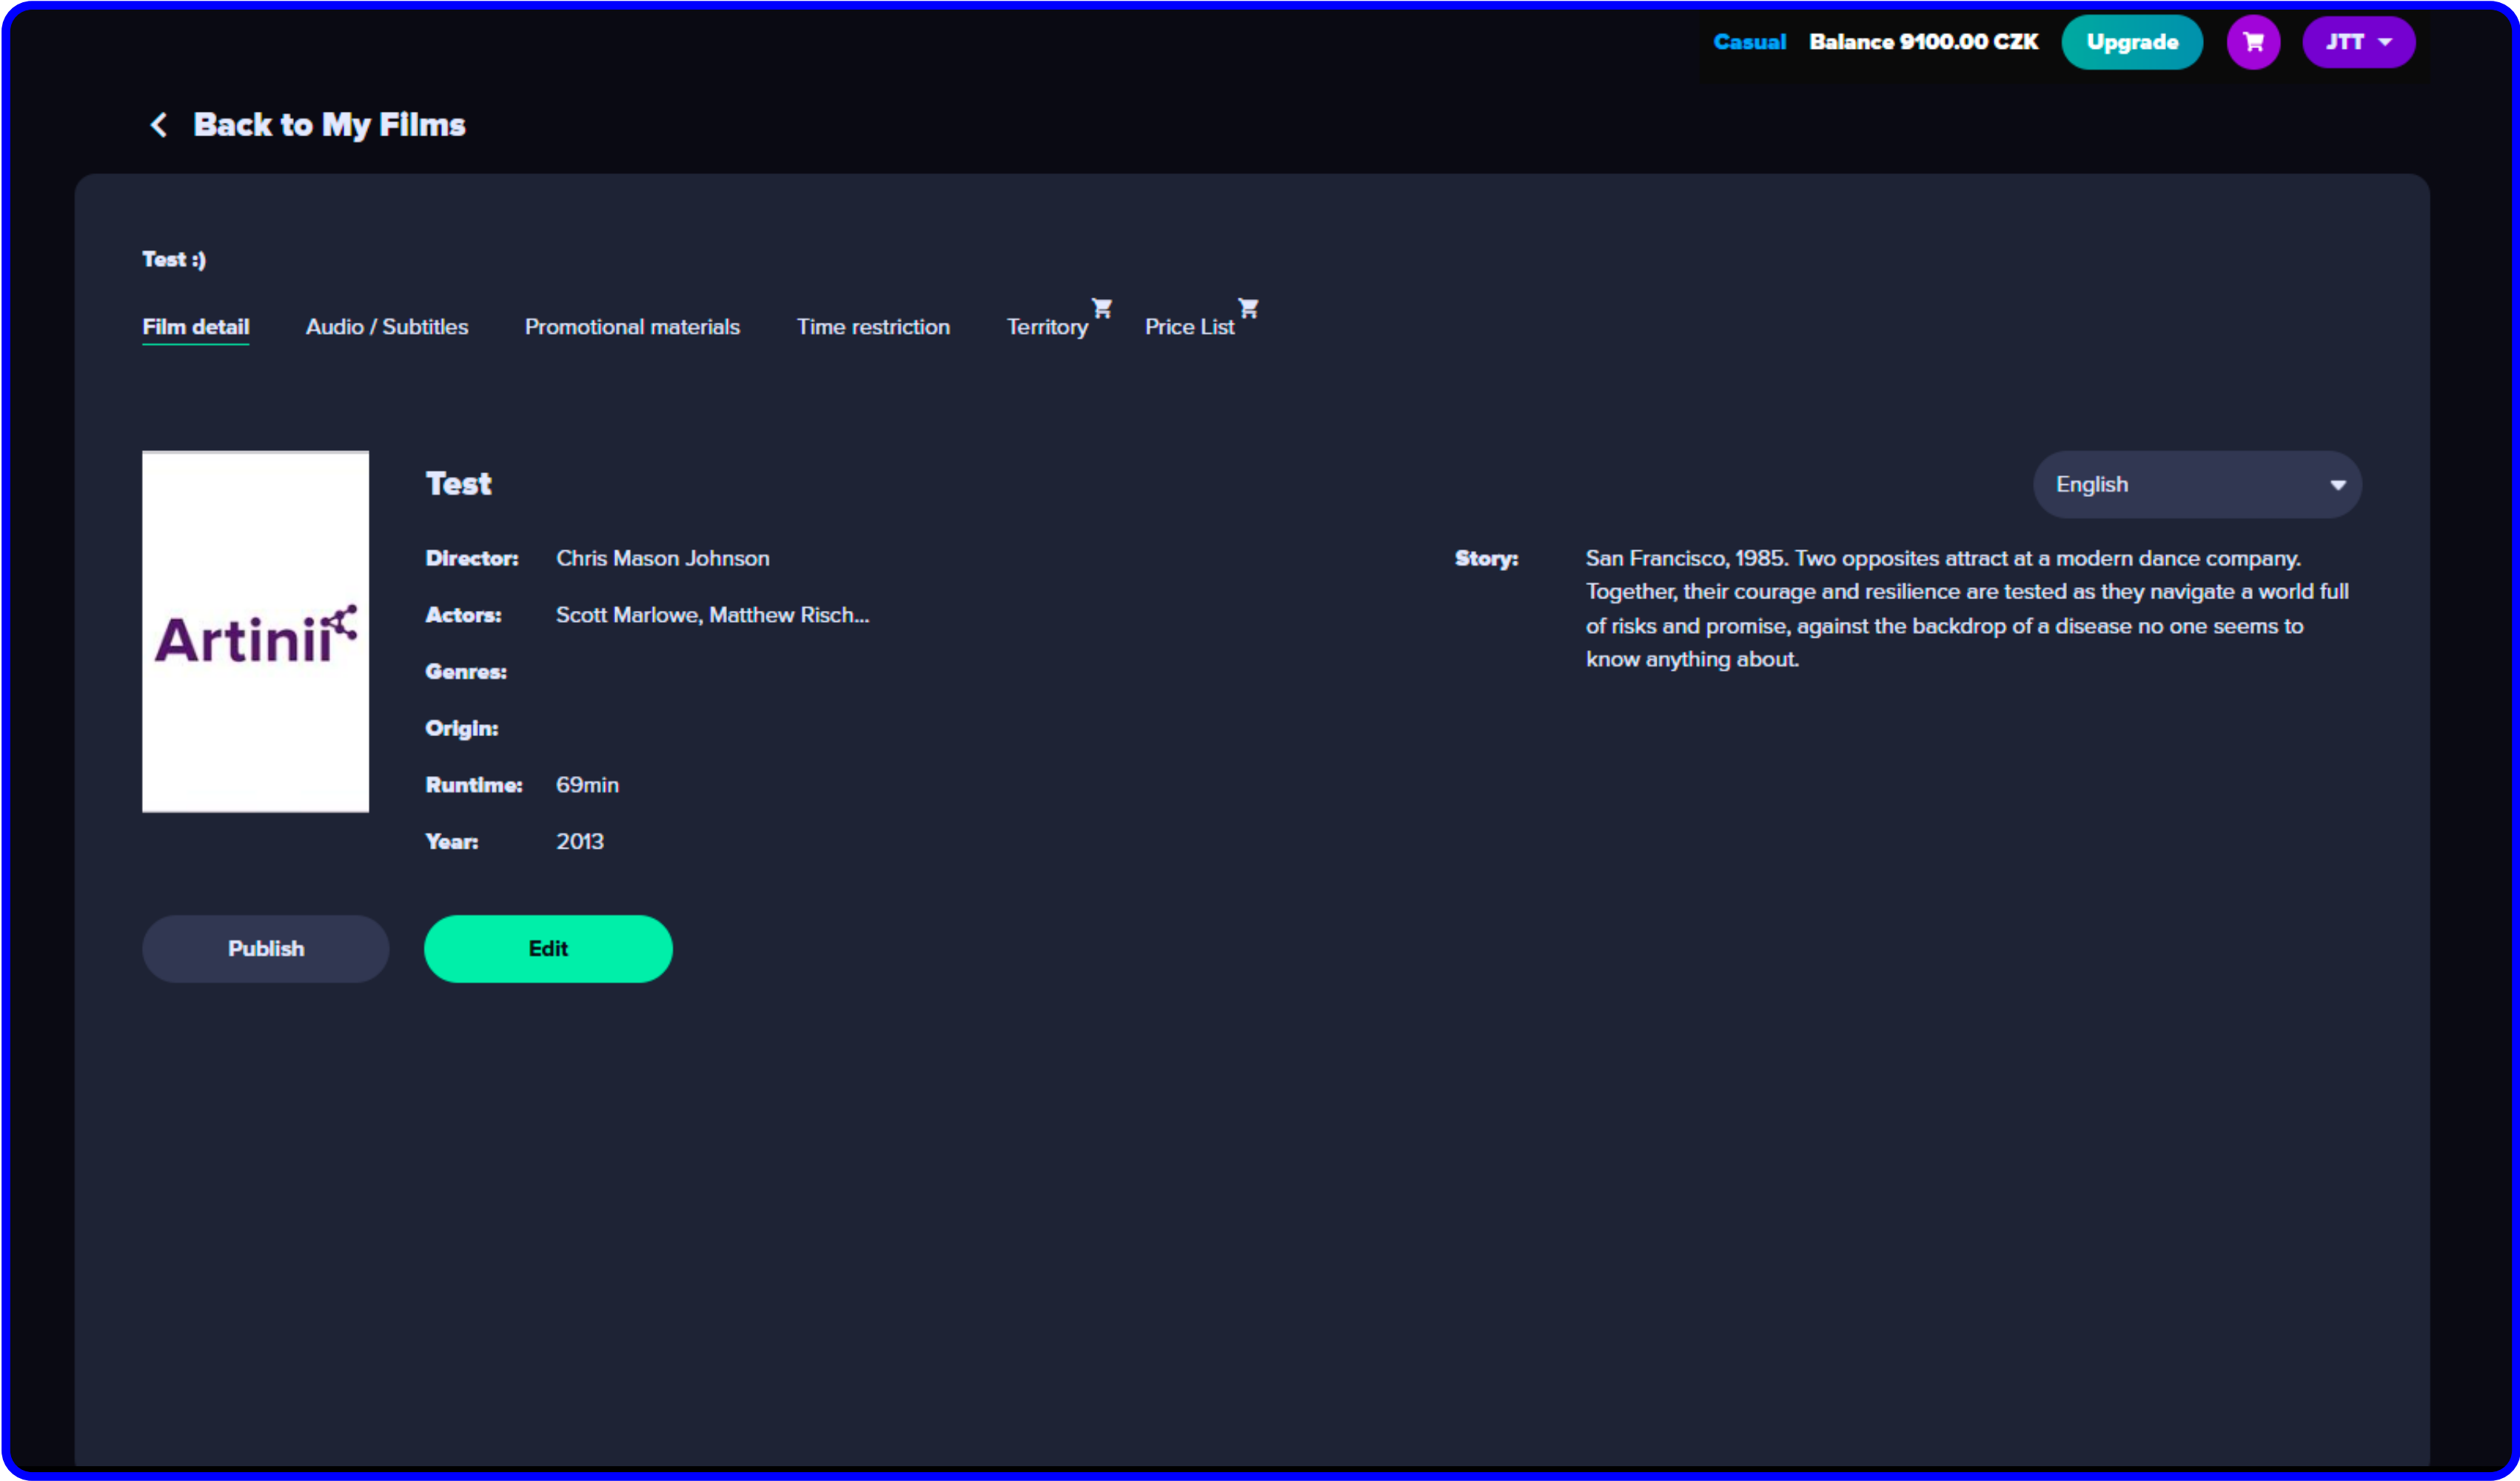 Casual Balance 9100.00 CZK Upgrade JTT
Back to My Films
Test :)
Film detail Audio / Subtitles Promotional materials Time restriction Territory Price List
Artinii
Test
English
Director: Chris Mason Johnson
Actors: Scott Marlowe, Matthew Risch...
Genres:
Origin:
Runtime: 69min
Year: 2013
Story: San Francisco, 1985. Two opposites attract at a modern dance company.
Together, their courage and resilience are tested as they navigate a world full
of risks and promise, against the backdrop of a disease no one seems to
know anything about.
Publish Edit